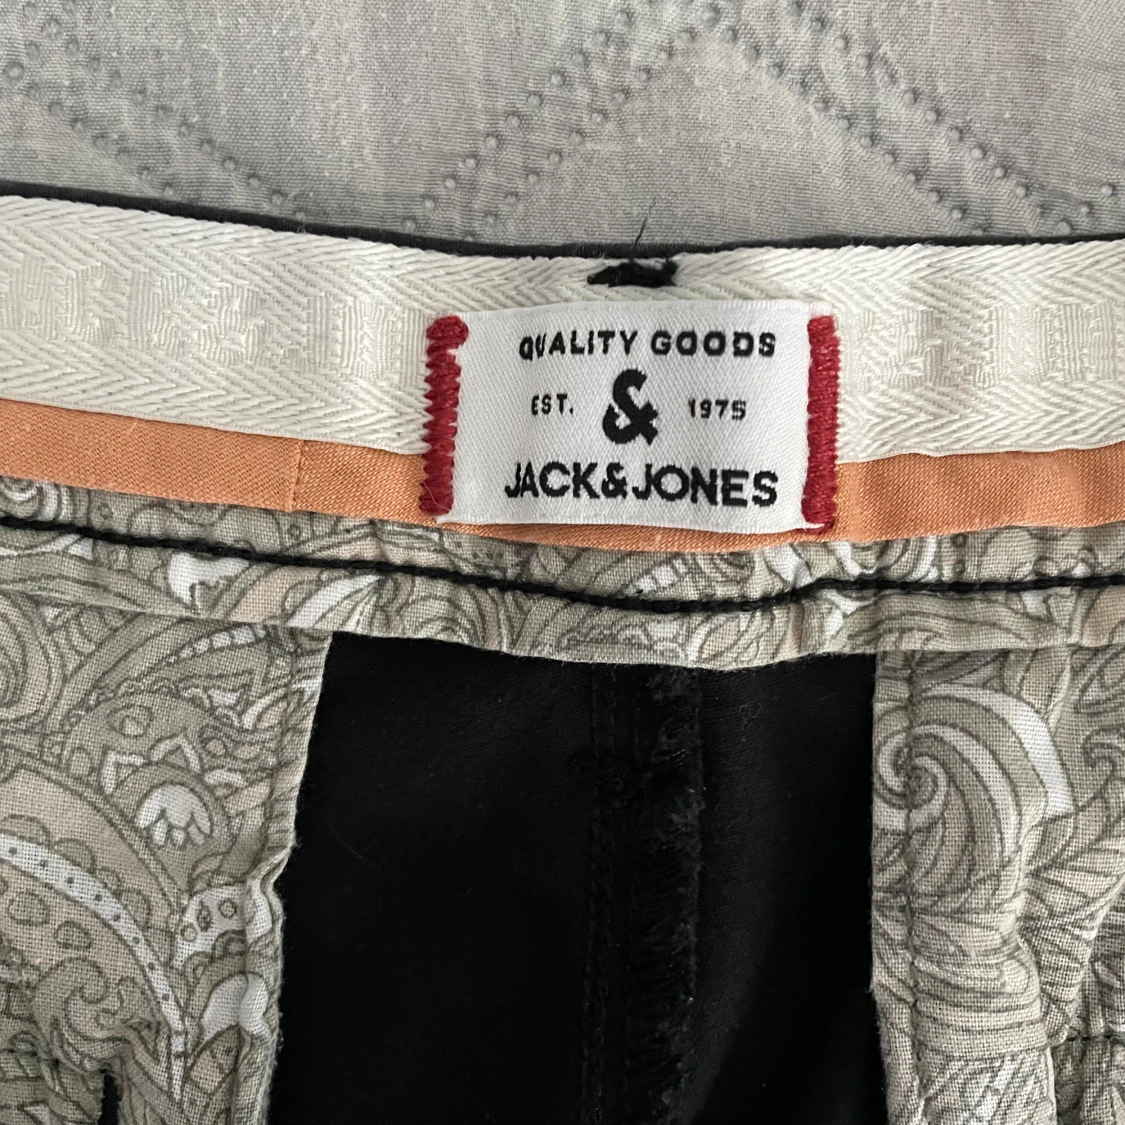 QUALITY GOODS
EST. & 1975
JACK&JONES